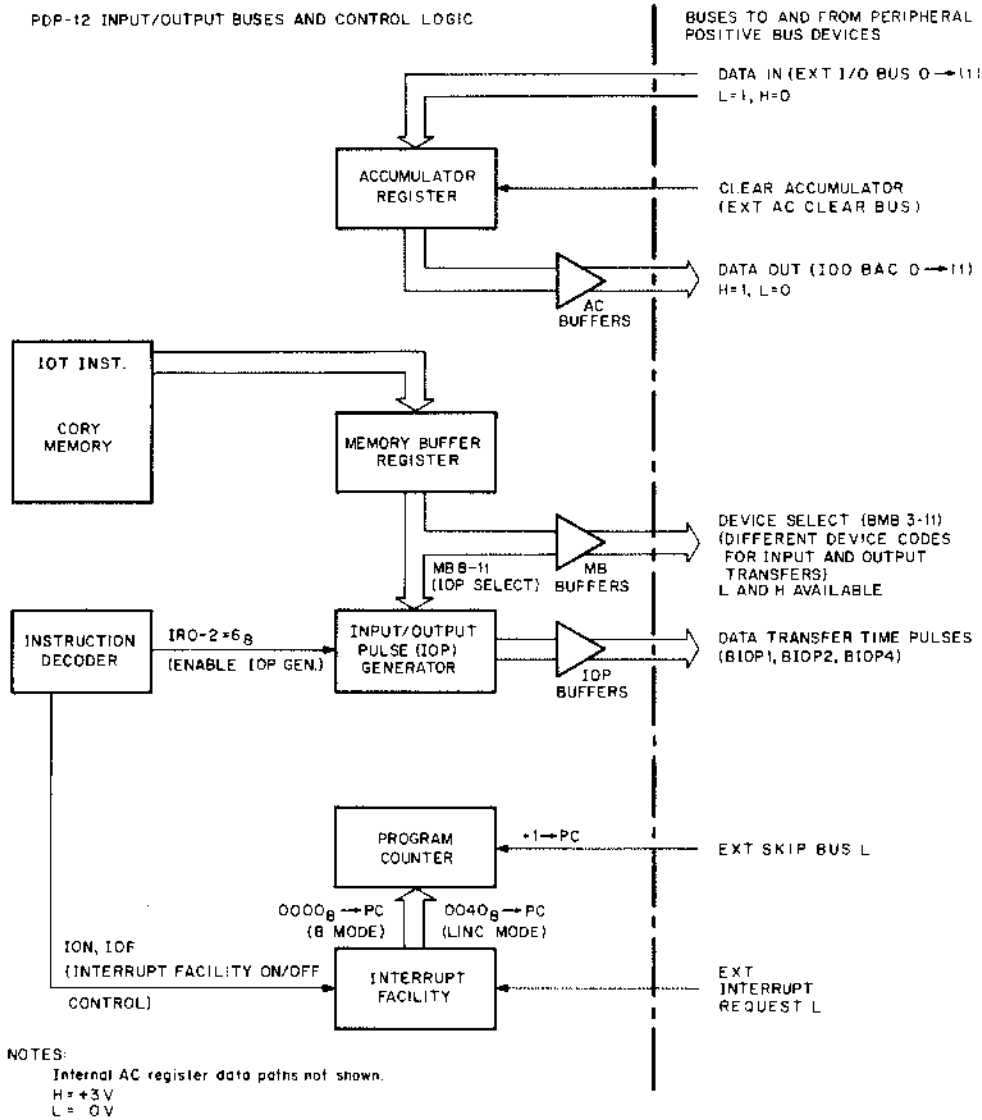 PDP-12 INPUT/OUTPUT BUSES AND CONTROL LOGIC
BUSES TO AND FROM PERIPHERAL
POSITIVE BUS DEVICES
DATA IN (EXT I/O BUS 0→11)
L=1, H=0
ACCUMULATOR
REGISTER
CLEAR ACCUMULATOR
(EXT AC CLEAR BUS)
DATA OUT (IOO BAC 0→11)
H=1, L=0
AC
BUFFERS
IOT INST.
CORY
MEMORY
MEMORY BUFFER
REGISTER
DEVICE SELECT (BMB 3-11)
(DIFFERENT DEVICE CODES
FOR INPUT AND OUTPUT
TRANSFERS)
L AND H AVAILABLE
MB 8-11
(IOP SELECT)
MB
BUFFERS
INSTRUCTION
DECODER
IR0-2=6₈
(ENABLE IOP GEN.)
INPUT/OUTPUT
PULSE (IOP)
GENERATOR
IOP
BUFFERS
DATA TRANSFER TIME PULSES
(BIOP1, BIOP2, BIOP4)
PROGRAM
COUNTER
+1→PC
EXT SKIP BUS L
0000₈→PC
(8 MODE)
0040₈→PC
(LINC MODE)
ION, IOF
(INTERRUPT FACILITY ON/OFF
CONTROL)
INTERRUPT
FACILITY
EXT
INTERRUPT
REQUEST L
NOTES:
Internal AC register data paths not shown.
H = +3V
L = 0V